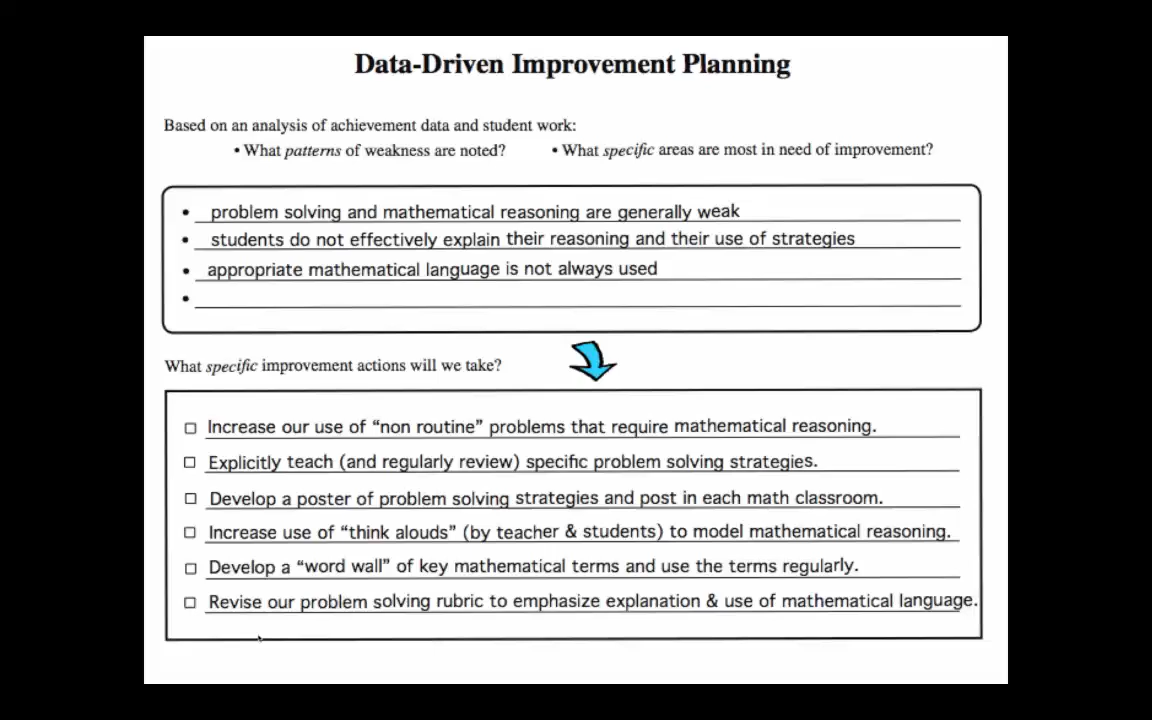 Data-Driven Improvement Planning
Based on an analysis of achievement data and student work:
• What patterns of weakness are noted? • What specific areas are most in need of improvement?
• problem solving and mathematical reasoning are generally weak
• students do not effectively explain their reasoning and their use of strategies
• appropriate mathematical language is not always used
•
What specific improvement actions will we take?
□ Increase our use of “non routine” problems that require mathematical reasoning.
□ Explicitly teach (and regularly review) specific problem solving strategies.
□ Develop a poster of problem solving strategies and post in each math classroom.
□ Increase use of “think alouds” (by teacher & students) to model mathematical reasoning.
□ Develop a “word wall” of key mathematical terms and use the terms regularly.
□ Revise our problem solving rubric to emphasize explanation & use of mathematical language.